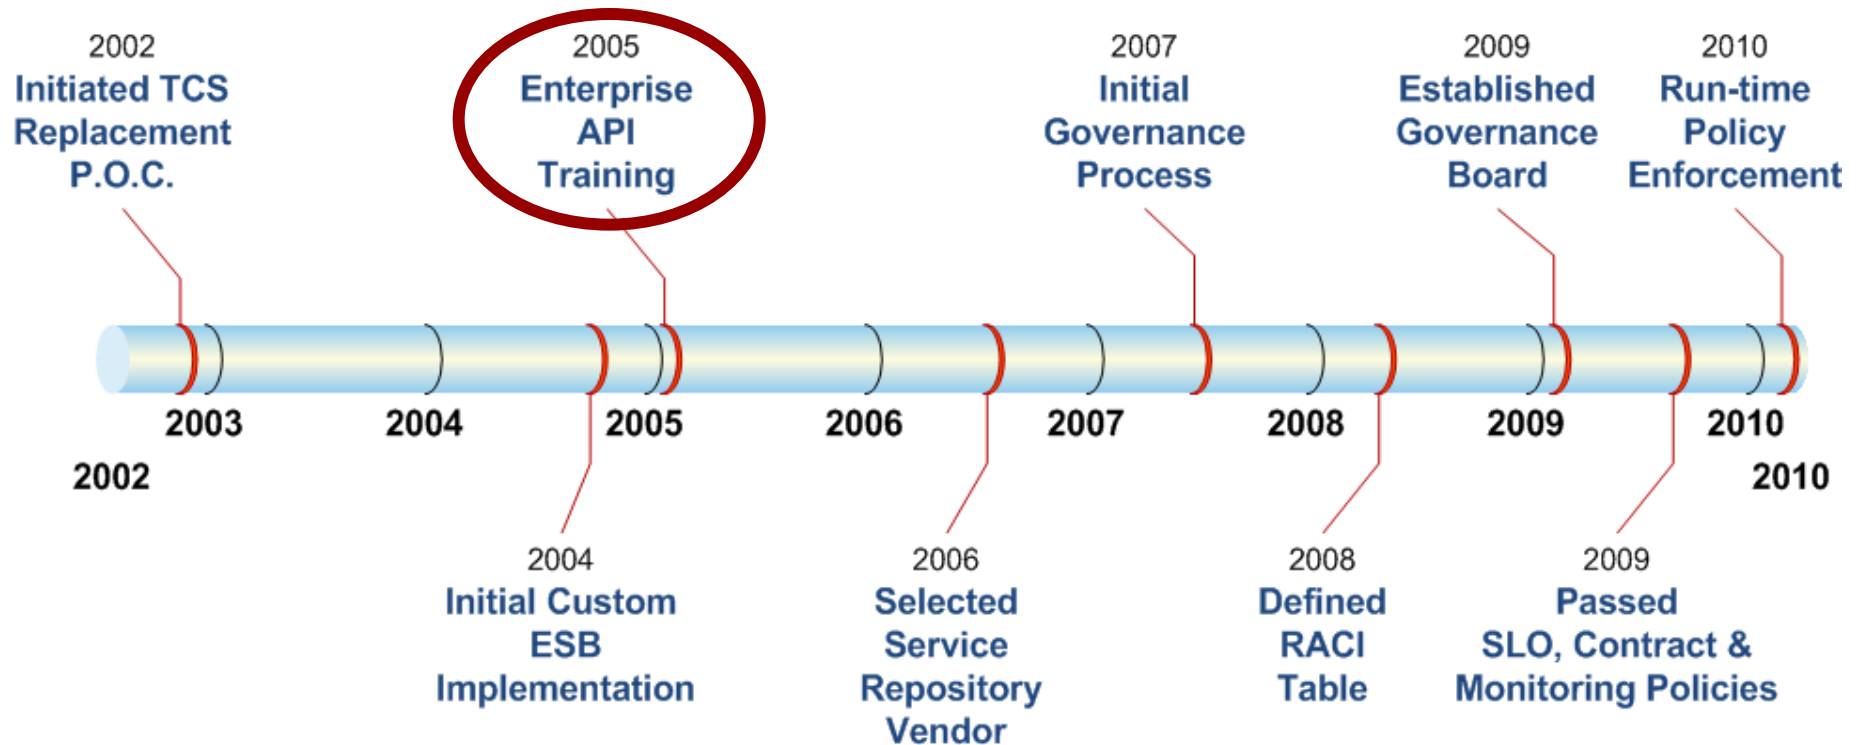 2002
Initiated TCS
Replacement
P.O.C.
2005
Enterprise
API
Training
2007
Initial
Governance
Process
2009
Established
Governance
Board
2010
Run-time
Policy
Enforcement
2003
2004
2005
2006
2007
2008
2009
2010
2002
2010
2004
Initial Custom
ESB
Implementation
2006
Selected
Service
Repository
Vendor
2008
Defined
RACI
Table
2009
Passed
SLO, Contract &
Monitoring Policies